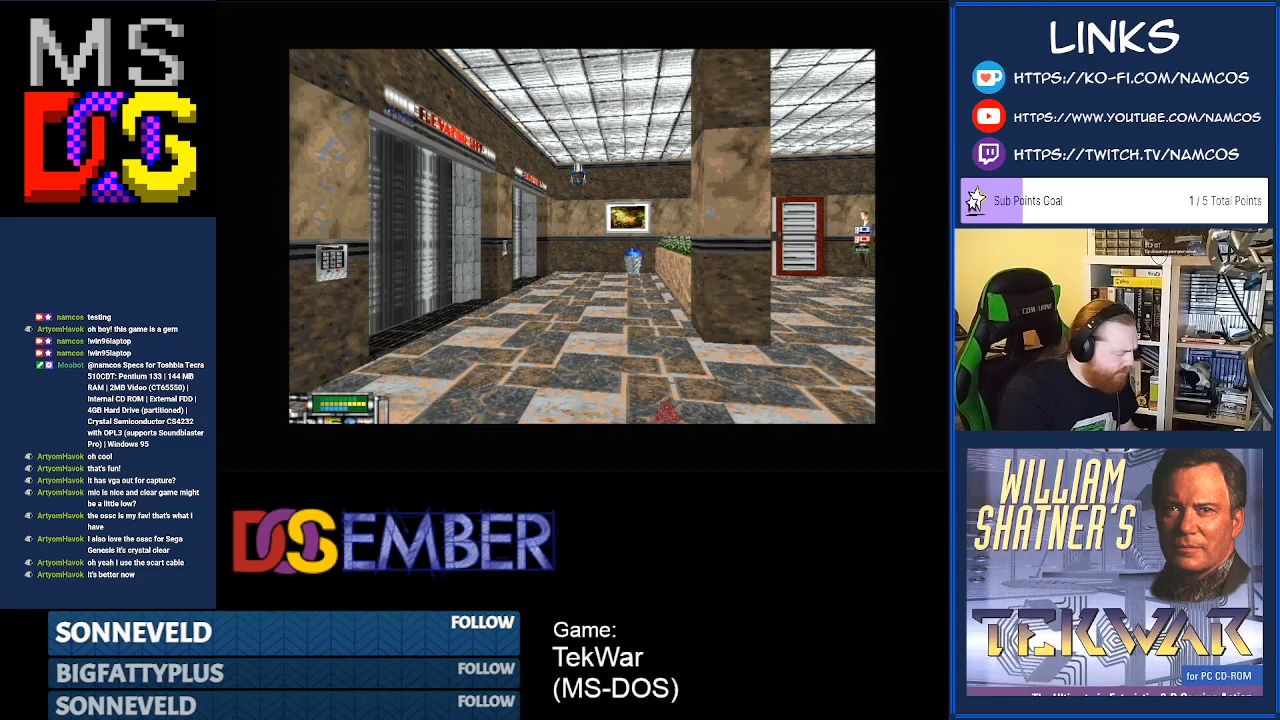 MS
DOS
namcos testing
ArtyomHavok oh boy! this game is a gem
namcos !win96laptop
namcos !win95laptop
Moobot @namcos Specs for Toshbia Tecra
510CDT: Pentium 133 | 144 MB
RAM | 2MB Video (CT65550) |
Internal CD ROM | External FDD |
4GB Hard Drive (partitioned) |
Crystal Semiconductor CS4232
with OPL3 (supports Soundblaster
Pro) | Windows 95
ArtyomHavok oh cool
ArtyomHavok that's fun!
ArtyomHavok it has vga out for capture?
ArtyomHavok mic is nice and clear game might
be a little low?
ArtyomHavok the ossc is my fav! that's what I
have
ArtyomHavok I also love the ossc for Sega
Genesis it's crystal clear
ArtyomHavok oh yeah I use the scart cable
ArtyomHavok It's better now
DOSEMBER
SONNEVELD FOLLOW
BIGFATTYPLUS FOLLOW
SONNEVELD FOLLOW
Game:
TekWar
(MS-DOS)
LINKS
HTTPS://KO-FI.COM/NAMCOS
HTTPS://WWW.YOUTUBE.COM/NAMCOS
HTTPS://TWITCH.TV/NAMCOS
Sub Points Goal 1 / 5 Total Points
WILLIAM
SHATNER'S
TEKWAR
for PC CD-ROM